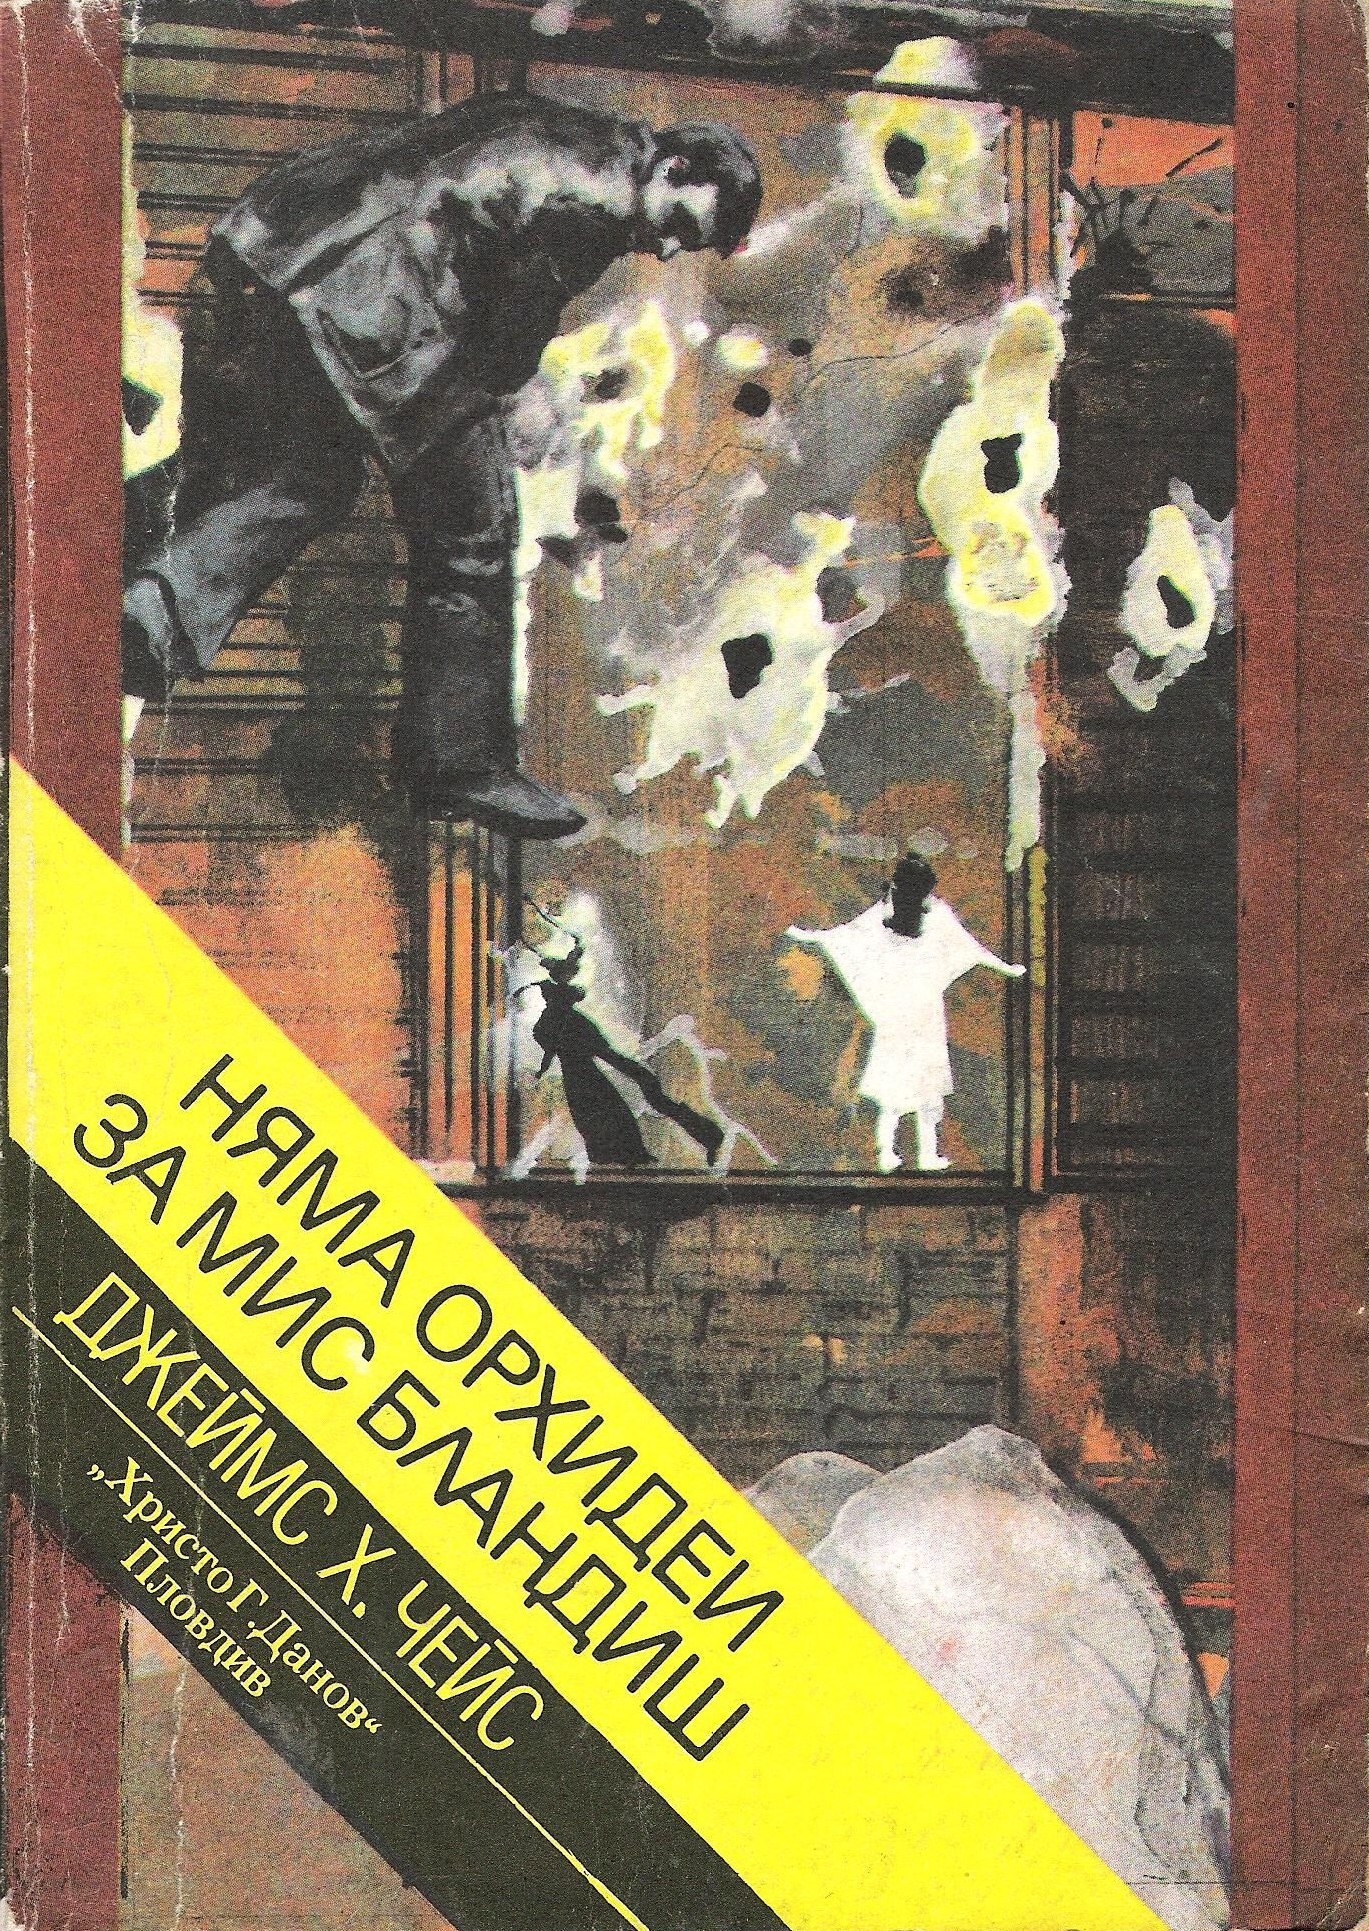 НЯМА ОРХИДЕИ
ЗА МИС БЛАНДИШ
ДЖЕЙМС Х. ЧЕЙС
„Христо Г. Данов“
Пловдив